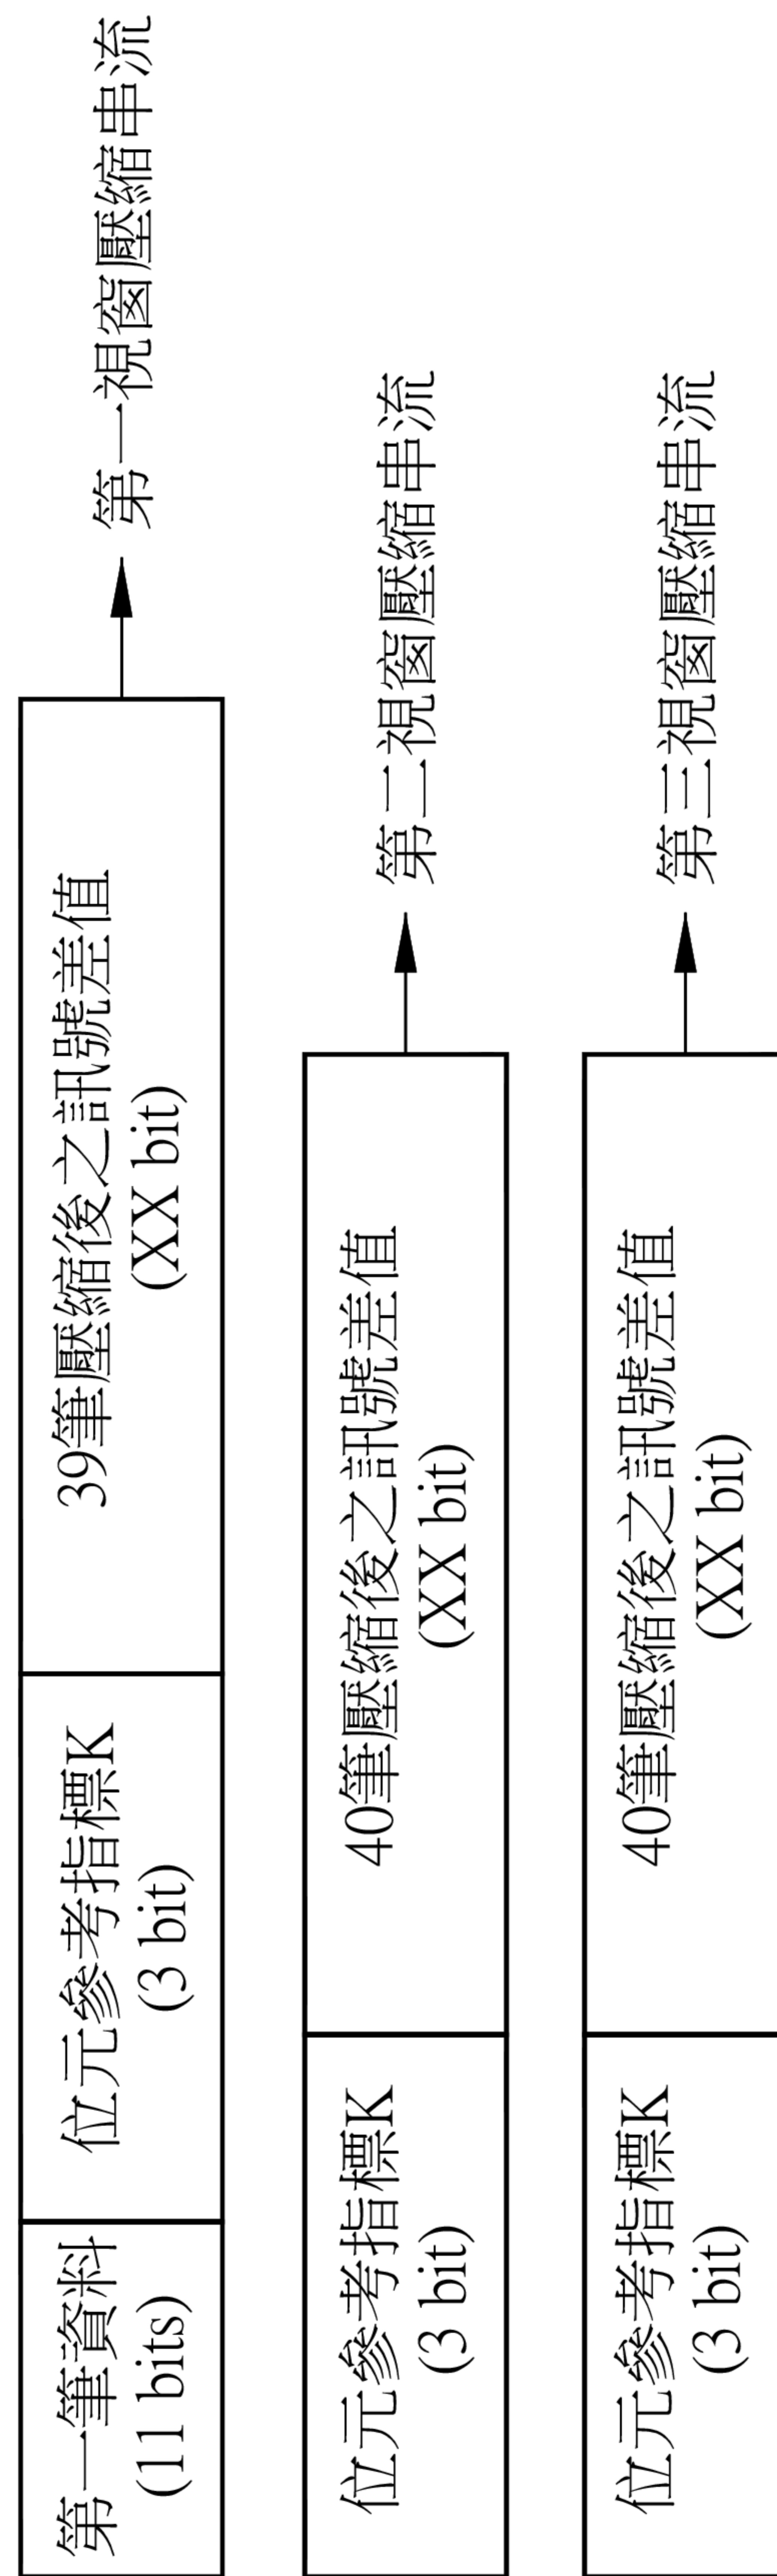 第一筆資料
(11 bits)
位元參考指標K
(3 bit)
39筆壓縮後之訊號差值
(XX bit)
第一視窗壓縮串流
位元參考指標K
(3 bit)
40筆壓縮後之訊號差值
(XX bit)
第二視窗壓縮串流
位元參考指標K
(3 bit)
40筆壓縮後之訊號差值
(XX bit)
第三視窗壓縮串流